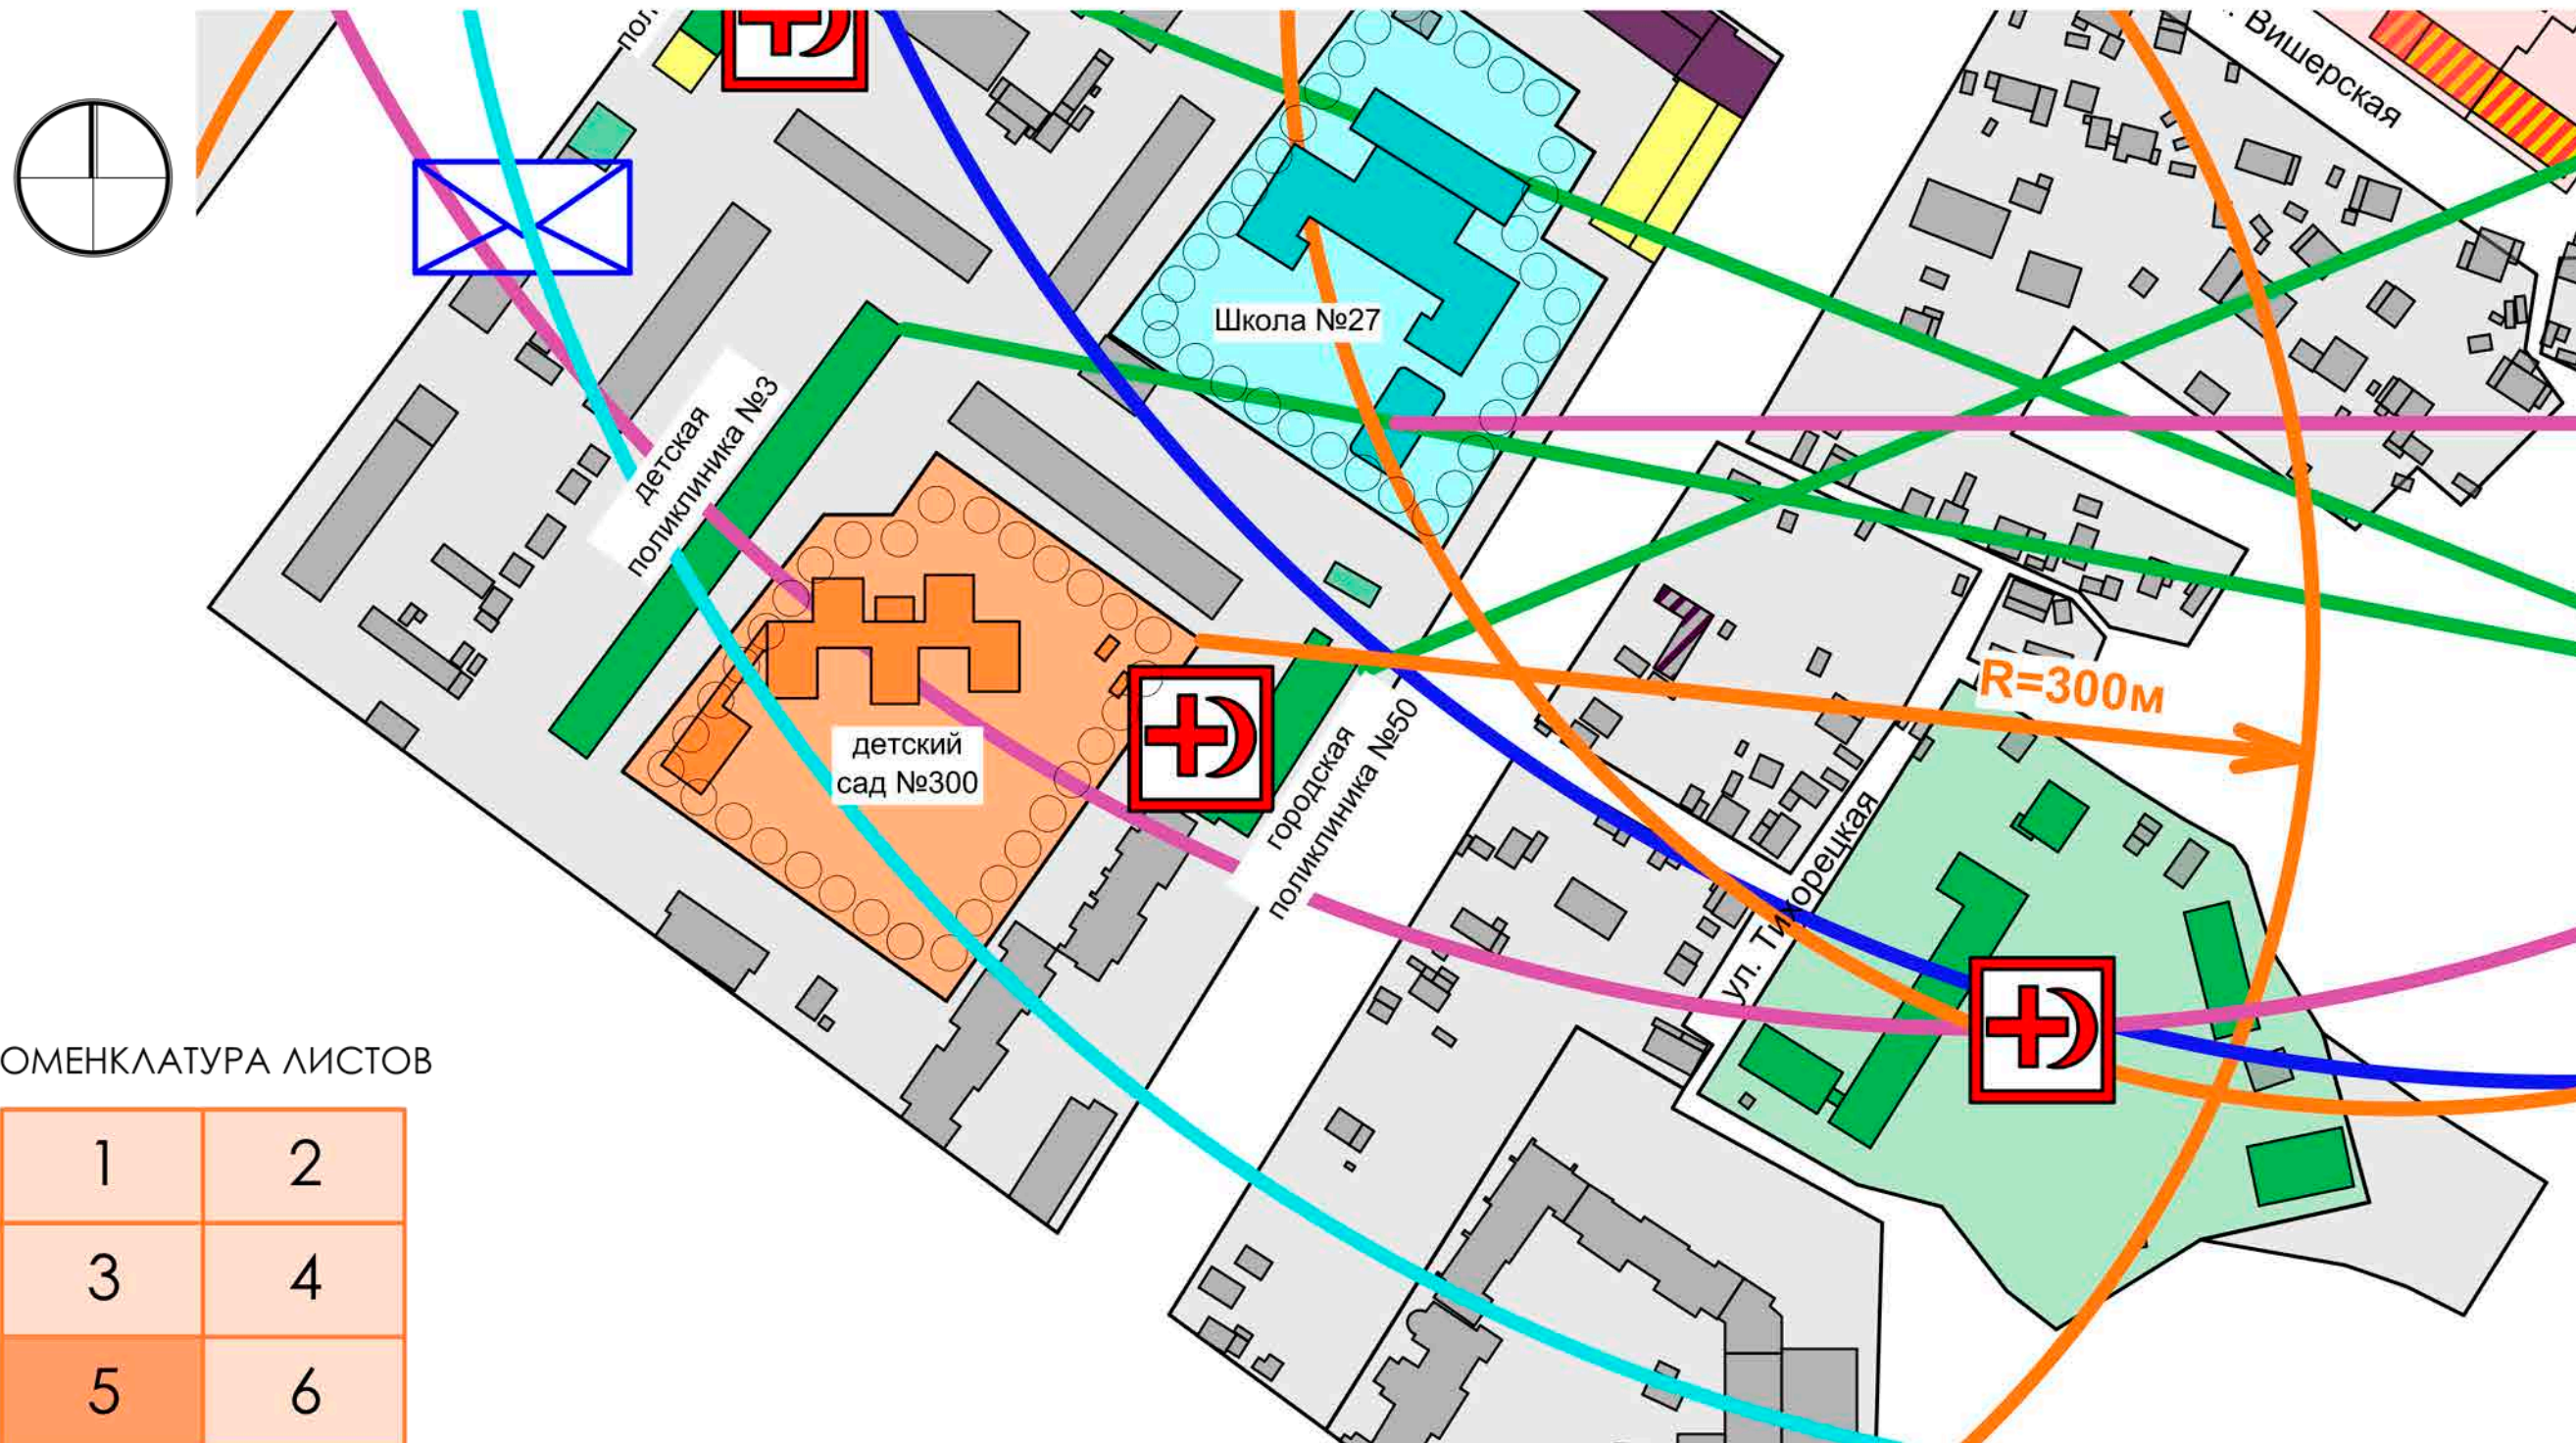 . Вишерская
Школа №27
детская
поликлиника №3
R=300м
детский
сад №300
городская
поликлиника №50
ул. Тихорецкая
ОМЕНКЛАТУРА ЛИСТОВ
1 2
3 4
5 6